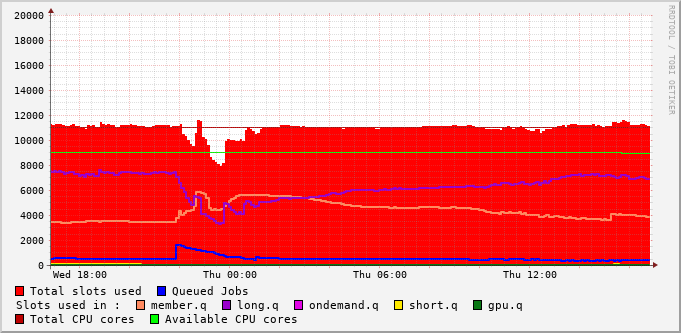 20000
18000
16000
14000
12000
10000
8000
6000
4000
2000
0
Wed 18:00 Thu 00:00 Thu 06:00 Thu 12:00
Total slots used Queued Jobs
Slots used in : member.q long.q ondemand.q short.q gpu.q
Total CPU cores Available CPU cores
RRDTOOL / TOBI OETIKER